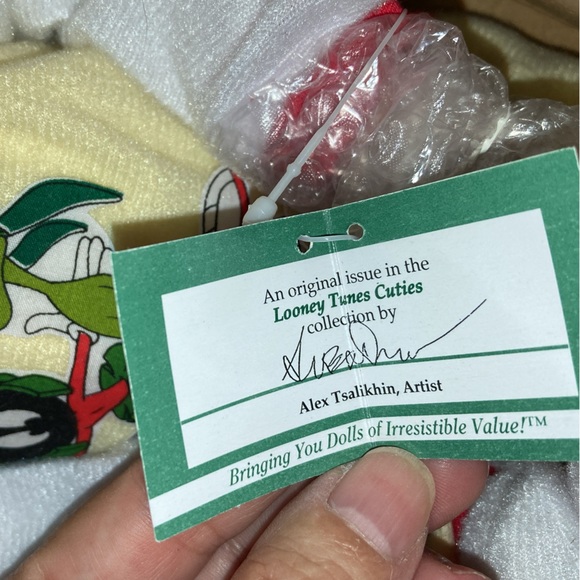 An original issue in the
Looney Tunes Cuties
collection by
Alex Tsalikhin, Artist
Bringing You Dolls of Irresistible Value!™